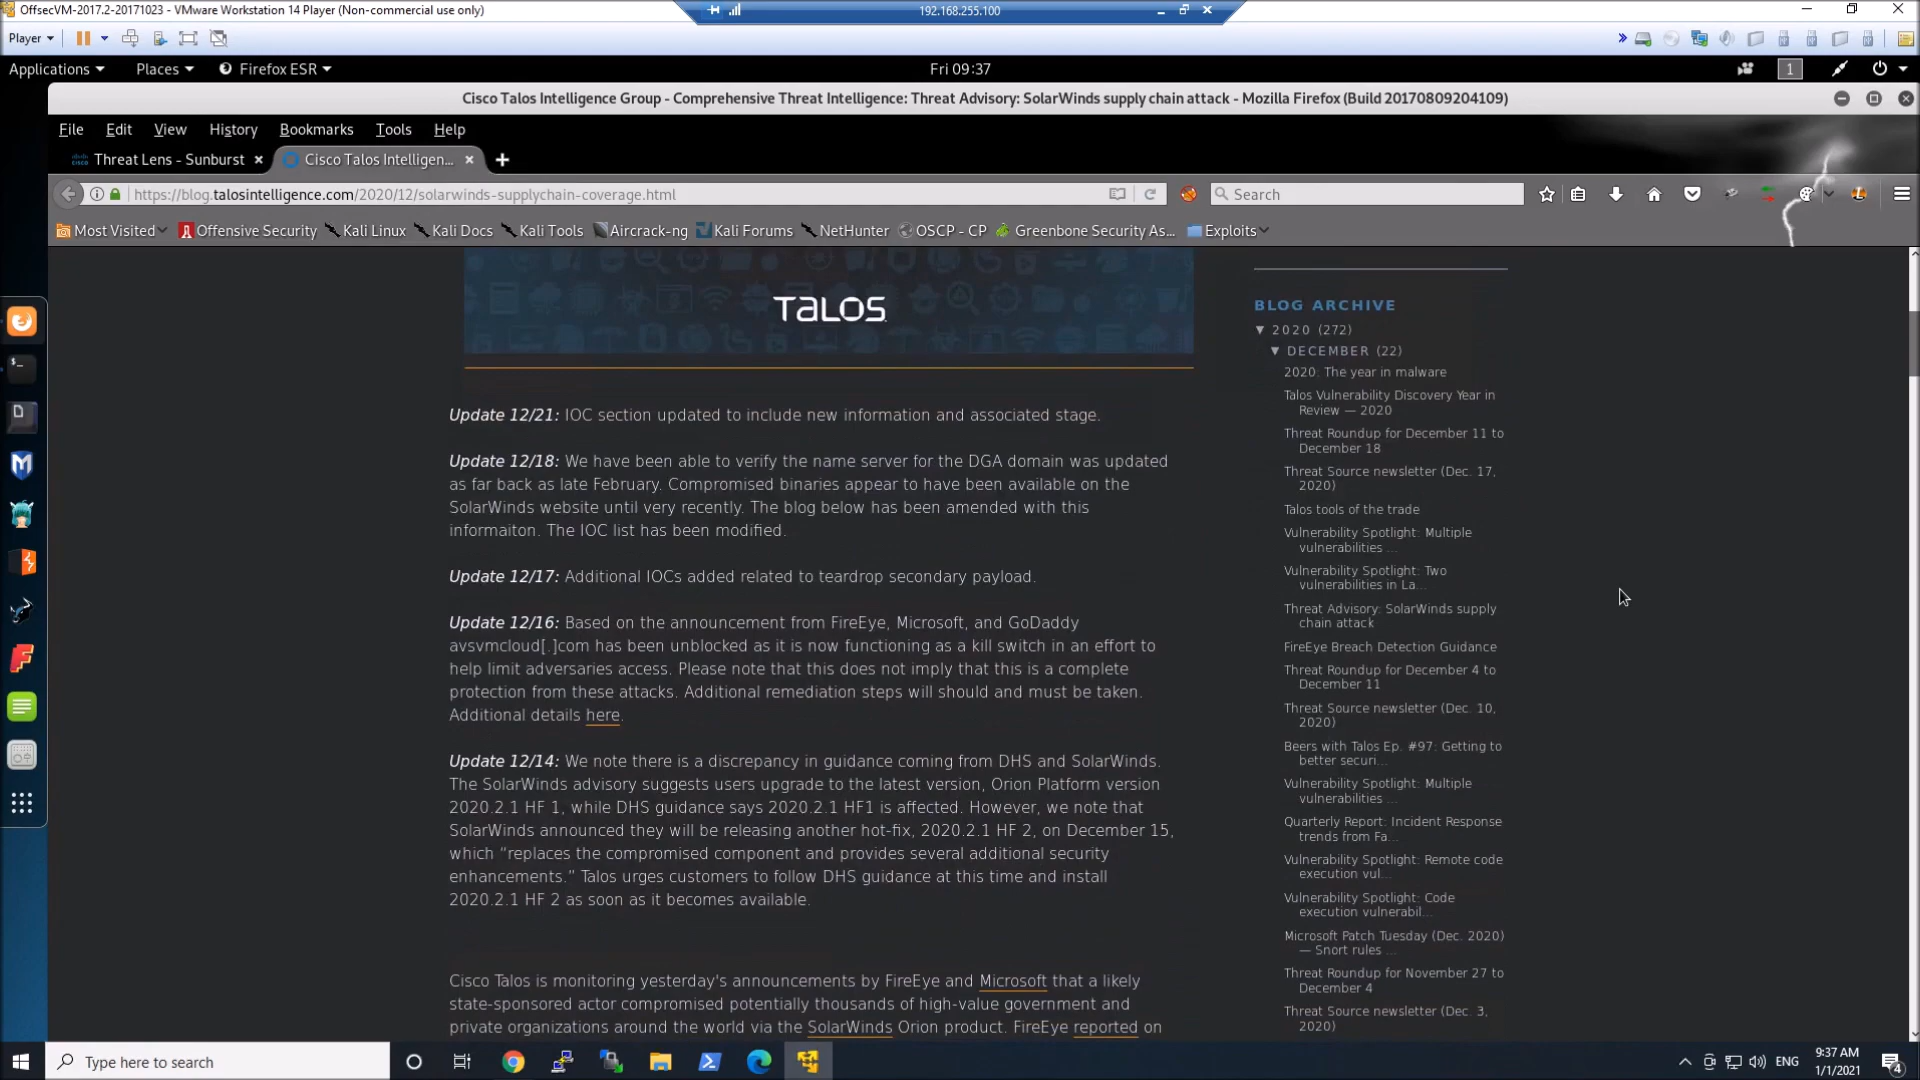 OffsecVM-2017.2-20171023 - VMware Workstation 14 Player (Non-commercial use only)
192.168.255.100
Player
Applications Places Firefox ESR Fri 09:37 1
Cisco Talos Intelligence Group - Comprehensive Threat Intelligence: Threat Advisory: SolarWinds supply chain attack - Mozilla Firefox (Build 20170809204109)
File Edit View History Bookmarks Tools Help
Threat Lens - Sunburst Cisco Talos Intelligen...
https://blog.talosintelligence.com/2020/12/solarwinds-supplychain-coverage.html Search
Most Visited Offensive Security Kali Linux Kali Docs Kali Tools Aircrack-ng Kali Forums NetHunter OSCP - CP Greenbone Security As... Exploits
TALOS
Update 12/21: IOC section updated to include new information and associated stage.
Update 12/18: We have been able to verify the name server for the DGA domain was updated
as far back as late February. Compromised binaries appear to have been available on the
SolarWinds website until very recently. The blog below has been amended with this
informaiton. The IOC list has been modified.
Update 12/17: Additional IOCs added related to teardrop secondary payload.
Update 12/16: Based on the announcement from FireEye, Microsoft, and GoDaddy
avsvmcloud[.]com has been unblocked as it is now functioning as a kill switch in an effort to
help limit adversaries access. Please note that this does not imply that this is a complete
protection from these attacks. Additional remediation steps will should and must be taken.
Additional details here.
Update 12/14: We note there is a discrepancy in guidance coming from DHS and SolarWinds.
The SolarWinds advisory suggests users upgrade to the latest version, Orion Platform version
2020.2.1 HF 1, while DHS guidance says 2020.2.1 HF1 is affected. However, we note that
SolarWinds announced they will be releasing another hot-fix, 2020.2.1 HF 2, on December 15,
which "replaces the compromised component and provides several additional security
enhancements." Talos urges customers to follow DHS guidance at this time and install
2020.2.1 HF 2 as soon as it becomes available.
Cisco Talos is monitoring yesterday's announcements by FireEye and Microsoft that a likely
state-sponsored actor compromised potentially thousands of high-value government and
private organizations around the world via the SolarWinds Orion product. FireEye reported on
BLOG ARCHIVE
▼ 2020 (272)
▼ DECEMBER (22)
2020: The year in malware
Talos Vulnerability Discovery Year in
Review — 2020
Threat Roundup for December 11 to
December 18
Threat Source newsletter (Dec. 17,
2020)
Talos tools of the trade
Vulnerability Spotlight: Multiple
vulnerabilities ...
Vulnerability Spotlight: Two
vulnerabilities in La...
Threat Advisory: SolarWinds supply
chain attack
FireEye Breach Detection Guidance
Threat Roundup for December 4 to
December 11
Threat Source newsletter (Dec. 10,
2020)
Beers with Talos Ep. #97: Getting to
better securi...
Vulnerability Spotlight: Multiple
vulnerabilities ...
Quarterly Report: Incident Response
trends from Fa...
Vulnerability Spotlight: Remote code
execution vul...
Vulnerability Spotlight: Code
execution vulnerabil...
Microsoft Patch Tuesday (Dec. 2020)
— Snort rules ...
Threat Roundup for November 27 to
December 4
Threat Source newsletter (Dec. 3,
2020)
Type here to search
ENG
9:37 AM
1/1/2021
4